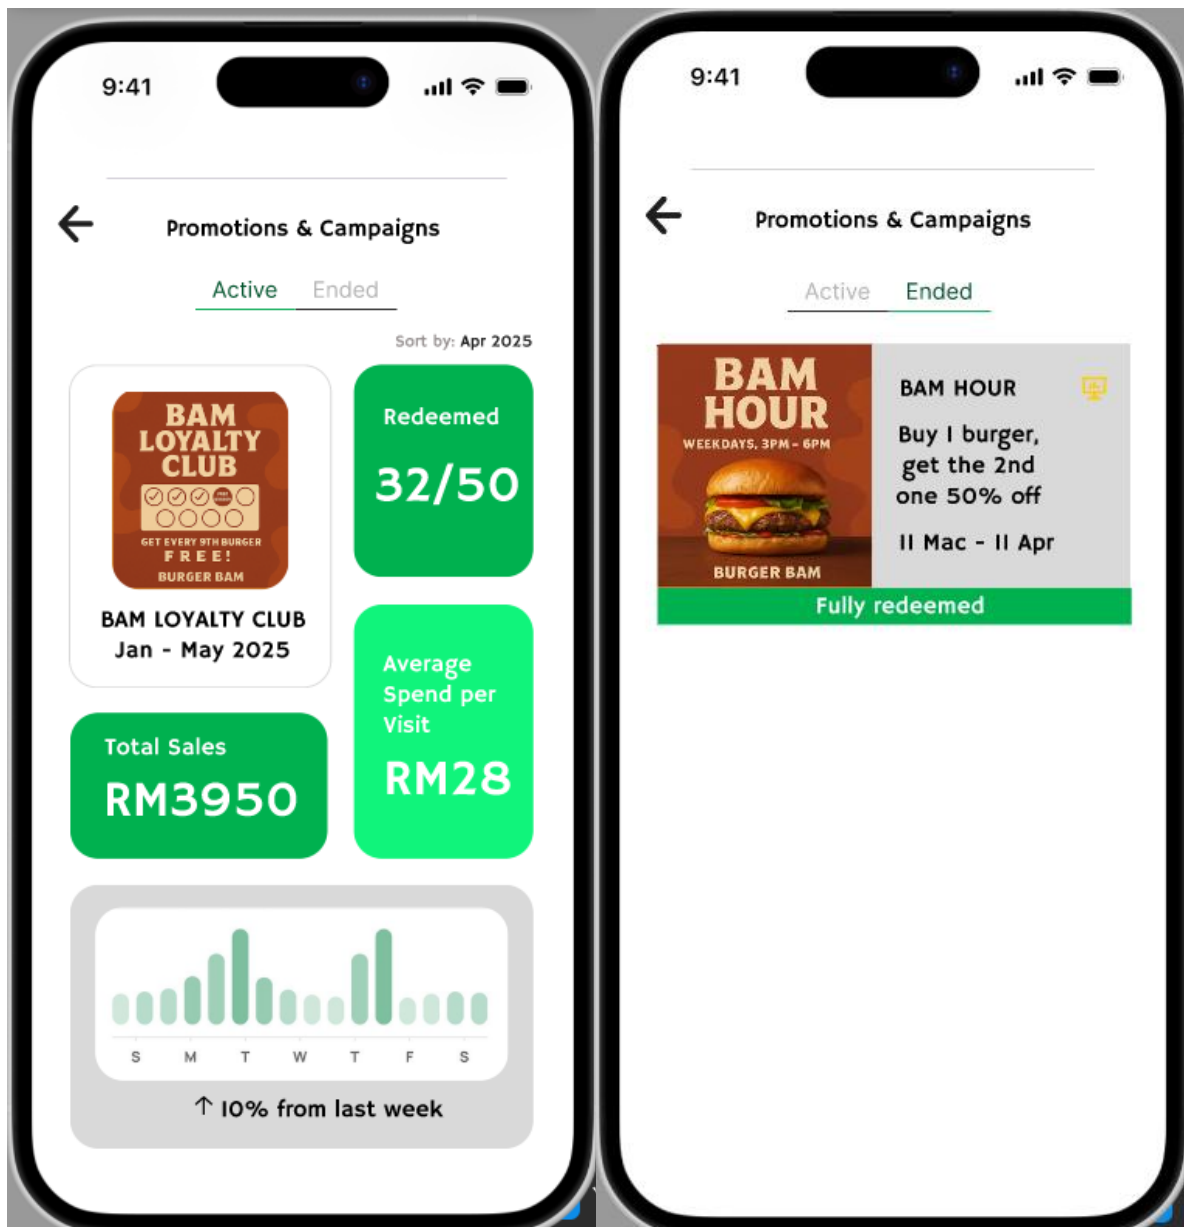 9:41
Promotions & Campaigns
Active Ended
Sort by: Apr 2025
BAM
LOYALTY
CLUB
GET EVERY 9TH BURGER
FREE!
BURGER BAM
BAM LOYALTY CLUB
Jan - May 2025
Redeemed
32/50
Average
Spend per
Visit
RM28
Total Sales
RM3950
S M T W T F S
↑ 10% from last week
9:41
Promotions & Campaigns
Active Ended
BAM
HOUR
WEEKDAYS, 3PM - 6PM
BURGER BAM
BAM HOUR
Buy 1 burger,
get the 2nd
one 50% off
11 Mac - 11 Apr
Fully redeemed